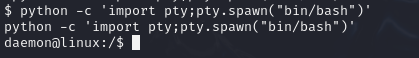 $ python -c 'import pty;pty.spawn("bin/bash")'
python -c 'import pty;pty.spawn("bin/bash")'
daemon@linux:/$